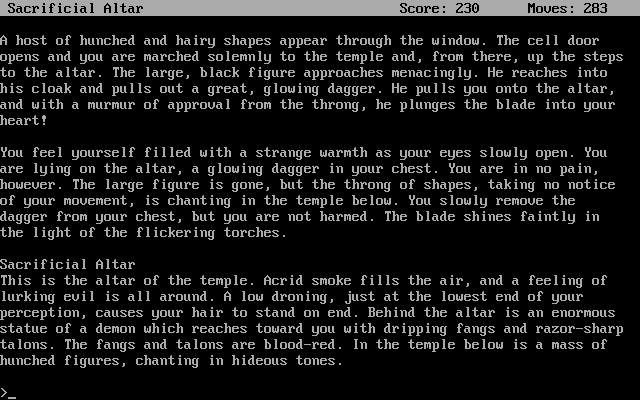 Sacrificial Altar Score: 230 Moves: 283
A host of hunched and hairy shapes appear through the window. The cell door
opens and you are marched solemnly to the temple and, from there, up the steps
to the altar. The large, black figure approaches menacingly. He reaches into
his cloak and pulls out a great, glowing dagger. He pulls you onto the altar,
and with a murmur of approval from the throng, he plunges the blade into your
heart!
You feel yourself filled with a strange warmth as your eyes slowly open. You
are lying on the altar, a glowing dagger in your chest. You are in no pain,
however. The large figure is gone, but the throng of shapes, taking no notice
of your movement, is chanting in the temple below. You slowly remove the
dagger from your chest, but you are not harmed. The blade shines faintly in
the light of the flickering torches.
Sacrificial Altar
This is the altar of the temple. Acrid smoke fills the air, and a feeling of
lurking evil is all around. A low droning, just at the lowest end of your
perception, causes your hair to stand on end. Behind the altar is an enormous
statue of a demon which reaches toward you with dripping fangs and razor-sharp
talons. The fangs and talons are blood-red. In the temple below is a mass of
hunched figures, chanting in hideous tones.
>_